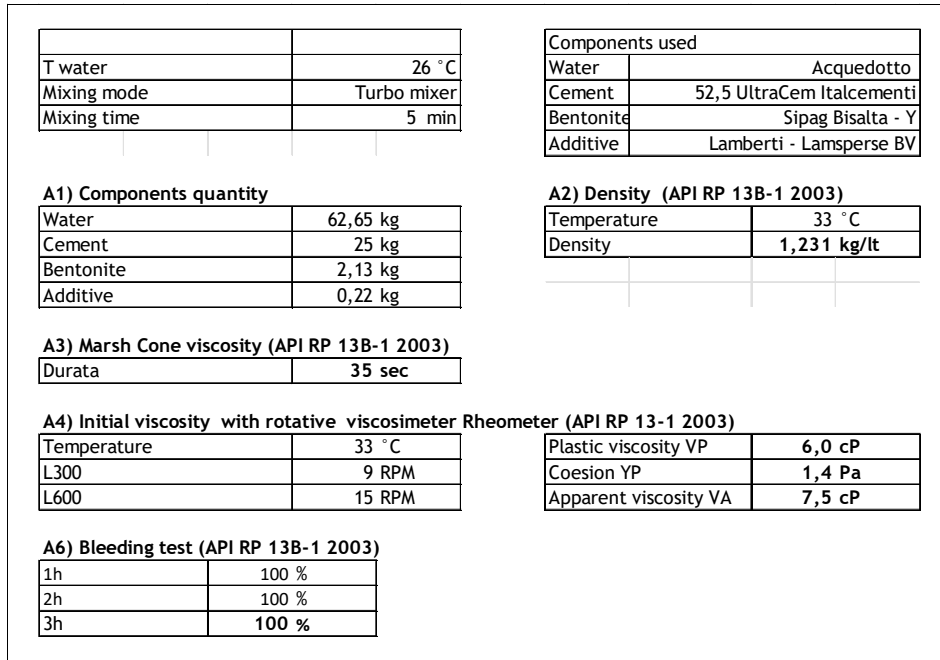 T water 26 °C
Mixing mode Turbo mixer
Mixing time 5 min
Components used
Water Acquedotto
Cement 52,5 UltraCem Italcementi
Bentonite Sipag Bisalta - Y
Additive Lamberti - Lamsperse BV
A1) Components quantity
Water 62,65 kg
Cement 25 kg
Bentonite 2,13 kg
Additive 0,22 kg
A2) Density (API RP 13B-1 2003)
Temperature 33 °C
Density 1,231 kg/lt
A3) Marsh Cone viscosity (API RP 13B-1 2003)
Durata 35 sec
A4) Initial viscosity with rotative viscosimeter Rheometer (API RP 13-1 2003)
Temperature 33 °C
L300 9 RPM
L600 15 RPM
Plastic viscosity VP 6,0 cP
Coesion YP 1,4 Pa
Apparent viscosity VA 7,5 cP
A6) Bleeding test (API RP 13B-1 2003)
1h 100 %
2h 100 %
3h 100 %